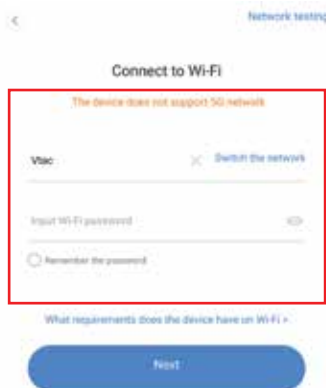 Network testing
Connect to Wi-Fi
The device does not support 5G network
Vtac
Switch the network
Input Wi-Fi password
Remember the password
What requirements does the device have on Wi-Fi >
Next